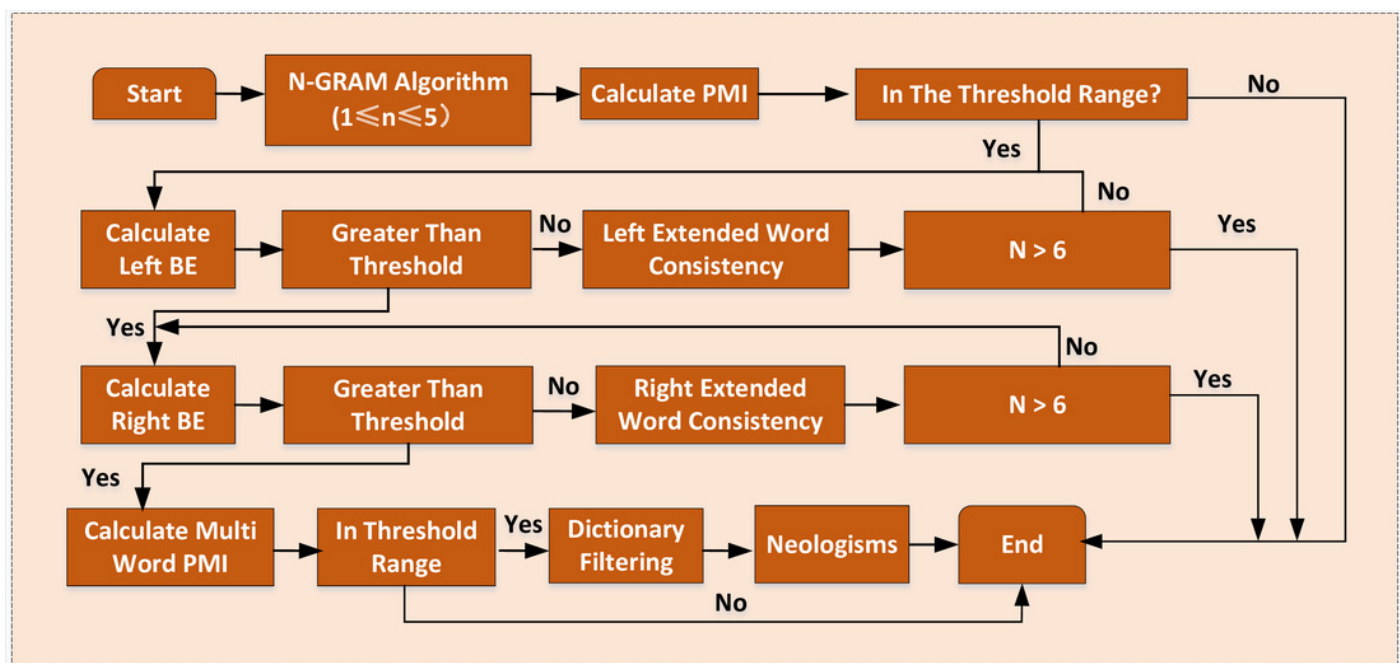 Start
N-GRAM Algorithm
(1≤n≤5）
Calculate PMI
In The Threshold Range?
No
Yes
No
Calculate
Left BE
Greater Than
Threshold
No
Left Extended Word
Consistency
N > 6
Yes
Yes
No
Calculate
Right BE
Greater Than
Threshold
No
Right Extended
Word Consistency
N > 6
Yes
Yes
Calculate Multi
Word PMI
In Threshold
Range
Yes
Dictionary
Filtering
Neologisms
End
No